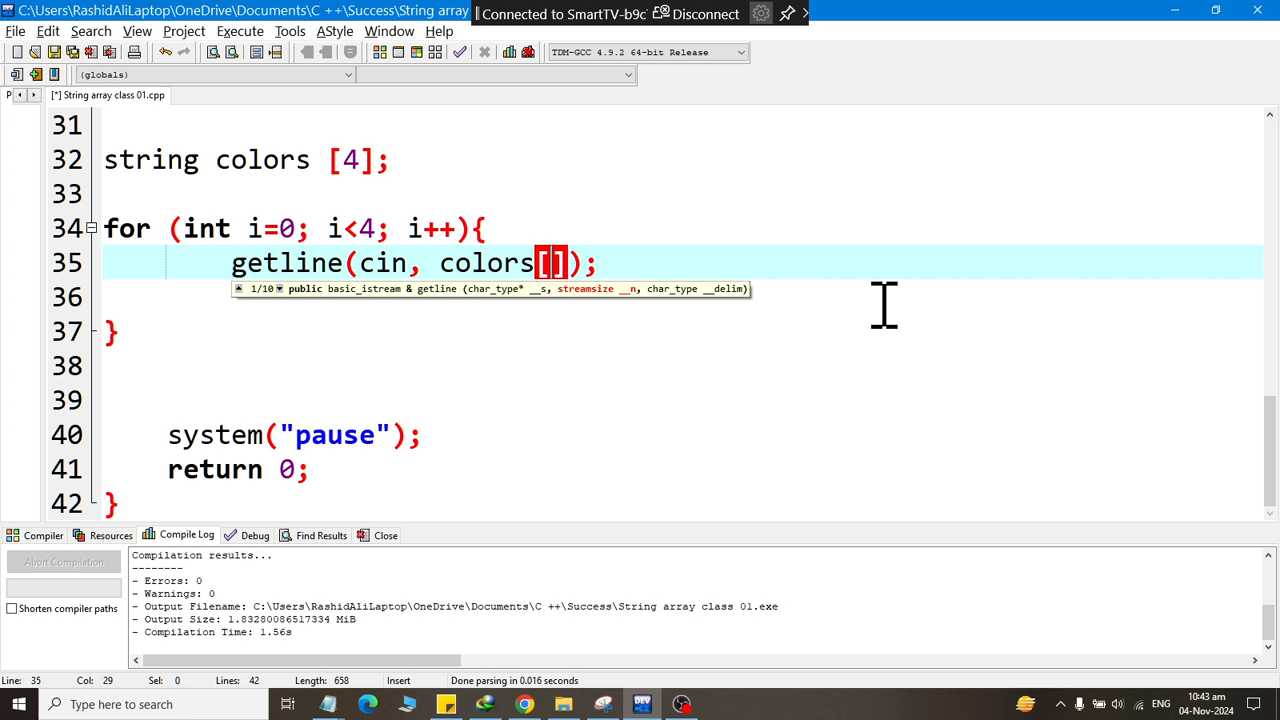 C:\Users\RashidAliLaptop\OneDrive\Documents\C ++\Success\String array
Connected to SmartTV-b9c Disconnect
File Edit Search View Project Execute Tools AStyle Window Help
TDM-GCC 4.9.2 64-bit Release
(globals)
P [*] String array class 01.cpp
31
32 string colors [4];
33
34 for (int i=0; i<4; i++){
35 getline(cin, colors[]);
36 1/10 public basic_istream & getline (char_type* __s, streamsize __n, char_type __delim)
37 }
38
39
40 system("pause");
41 return 0;
42 }
Compiler Resources Compile Log Debug Find Results Close
Abort Compilation
Shorten compiler paths
Compilation results...
--------
- Errors: 0
- Warnings: 0
- Output Filename: C:\Users\RashidAliLaptop\OneDrive\Documents\C ++\Success\String array class 01.exe
- Output Size: 1.83280086517334 MiB
- Compilation Time: 1.56s
Line: 35 Col: 29 Sel: 0 Lines: 42 Length: 658 Insert Done parsing in 0.016 seconds
Type here to search
DEV
ENG
10:43 am
04-Nov-2024